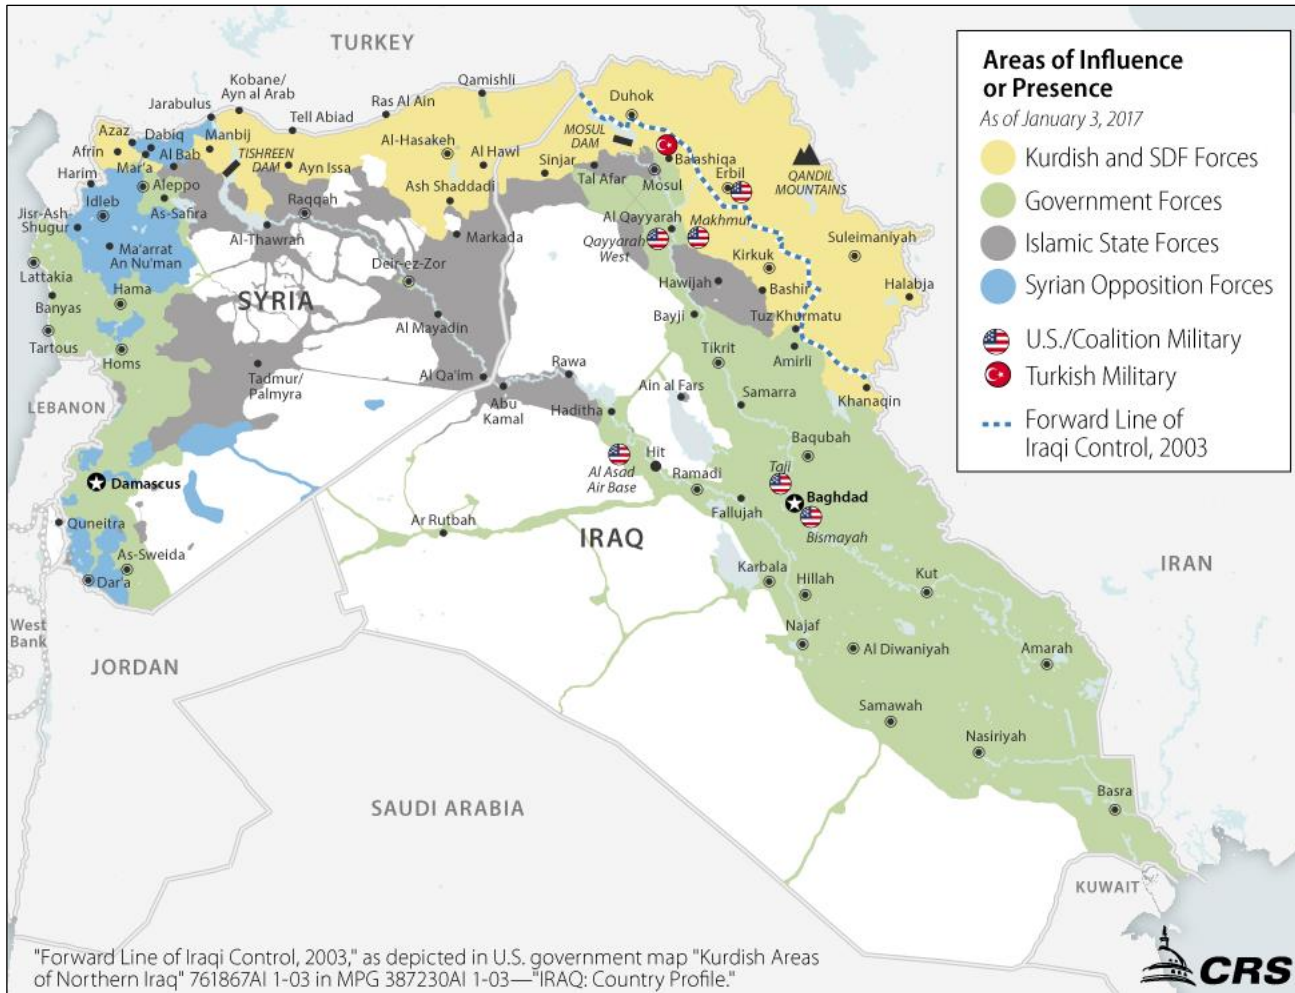 TURKEY
Areas of Influence
or Presence
As of January 3, 2017
Kurdish and SDF Forces
Government Forces
Islamic State Forces
Syrian Opposition Forces
U.S./Coalition Military
Turkish Military
Forward Line of
Iraqi Control, 2003
Kobane/
Ayn al Arab
Qamishli
Jarabulus
Tell Abiad
Ras Al Ain
Duhok
Azaz
Dabiq
Manbij
TISHREEN
DAM
Al-Hasakeh
MOSUL
DAM
Afrin
Mar'a
Al Bab
Ayn Issa
Al Hawl
Sinjar
Tal Afar
Bafashiqa
Mosul
Erbil
QANDIL
MOUNTAINS
Harim
Aleppo
Idleb
As-Safira
Raqqah
Ash Shaddadi
Jisr-Ash-
Shugur
Al-Thawrah
Markada
Al Qayyarah
Qayyarah
West
Makhmur
Suleimaniyah
Ma'arrat
An Nu'man
Deir-ez-Zor
Kirkuk
Lattakia
Hama
SYRIA
Hawijah
Bashir
Halabja
Banyas
Al Mayadin
Bayji
Tuz Khurmatu
Tartous
Homs
Tadmur/
Palmyra
Al Qa'im
Rawa
Tikrit
Amirli
Abu
Kamal
Haditha
Ain al Fars
Samarra
Khanaqin
LEBANON
Baqubah
Al Asad
Air Base
Hit
Ramadi
Taji
Damascus
Baghdad
Fallujah
Bismayah
Quneitra
Ar Rutbah
IRAQ
As-Sweida
Dar'a
Karbala
Hillah
Kut
IRAN
West
Bank
Najaf
Al Diwaniyah
Amarah
JORDAN
Samawah
Nasiriyah
SAUDI ARABIA
Basra
KUWAIT
"Forward Line of Iraqi Control, 2003," as depicted in U.S. government map "Kurdish Areas
of Northern Iraq" 761867AI 1-03 in MPG 387230AI 1-03—"IRAQ: Country Profile."
CRS